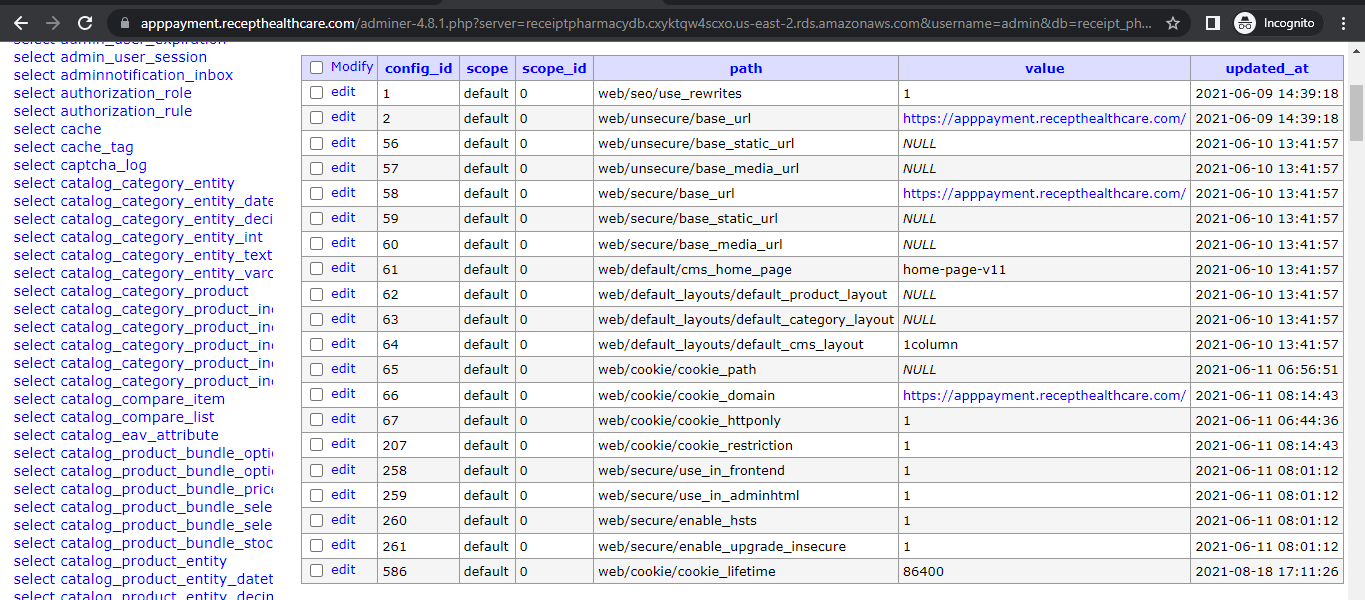 apppayment.recepthealthcare.com/adminer-4.8.1.php?server=receiptpharmacydb.cxyktqw4scxo.us-east-2.rds.amazonaws.com&username=admin&db=receipt_ph... Incognito
select admin_user_expiration
select admin_user_session
select adminnotification_inbox
select authorization_role
select authorization_rule
select cache
select cache_tag
select captcha_log
select catalog_category_entity
select catalog_category_entity_date
select catalog_category_entity_deci
select catalog_category_entity_int
select catalog_category_entity_text
select catalog_category_entity_varc
select catalog_category_product
select catalog_category_product_in
select catalog_category_product_in
select catalog_category_product_in
select catalog_category_product_in
select catalog_category_product_in
select catalog_compare_item
select catalog_compare_list
select catalog_eav_attribute
select catalog_product_bundle_opti
select catalog_product_bundle_opti
select catalog_product_bundle_price
select catalog_product_bundle_sele
select catalog_product_bundle_sele
select catalog_product_bundle_stoc
select catalog_product_entity
select catalog_product_entity_datet
select catalog_product_entity_decin
Modify config_id scope scope_id path value updated_at
edit 1 default 0 web/seo/use_rewrites 1 2021-06-09 14:39:18
edit 2 default 0 web/unsecure/base_url https://apppayment.recepthealthcare.com/ 2021-06-09 14:39:18
edit 56 default 0 web/unsecure/base_static_url NULL 2021-06-10 13:41:57
edit 57 default 0 web/unsecure/base_media_url NULL 2021-06-10 13:41:57
edit 58 default 0 web/secure/base_url https://apppayment.recepthealthcare.com/ 2021-06-10 13:41:57
edit 59 default 0 web/secure/base_static_url NULL 2021-06-10 13:41:57
edit 60 default 0 web/secure/base_media_url NULL 2021-06-10 13:41:57
edit 61 default 0 web/default/cms_home_page home-page-v11 2021-06-10 13:41:57
edit 62 default 0 web/default_layouts/default_product_layout NULL 2021-06-10 13:41:57
edit 63 default 0 web/default_layouts/default_category_layout NULL 2021-06-10 13:41:57
edit 64 default 0 web/default_layouts/default_cms_layout 1column 2021-06-10 13:41:57
edit 65 default 0 web/cookie/cookie_path NULL 2021-06-11 06:56:51
edit 66 default 0 web/cookie/cookie_domain https://apppayment.recepthealthcare.com/ 2021-06-11 08:14:43
edit 67 default 0 web/cookie/cookie_httponly 1 2021-06-11 06:44:36
edit 207 default 0 web/cookie/cookie_restriction 1 2021-06-11 08:14:43
edit 258 default 0 web/secure/use_in_frontend 1 2021-06-11 08:01:12
edit 259 default 0 web/secure/use_in_adminhtml 1 2021-06-11 08:01:12
edit 260 default 0 web/secure/enable_hsts 1 2021-06-11 08:01:12
edit 261 default 0 web/secure/enable_upgrade_insecure 1 2021-06-11 08:01:12
edit 586 default 0 web/cookie/cookie_lifetime 86400 2021-08-18 17:11:26